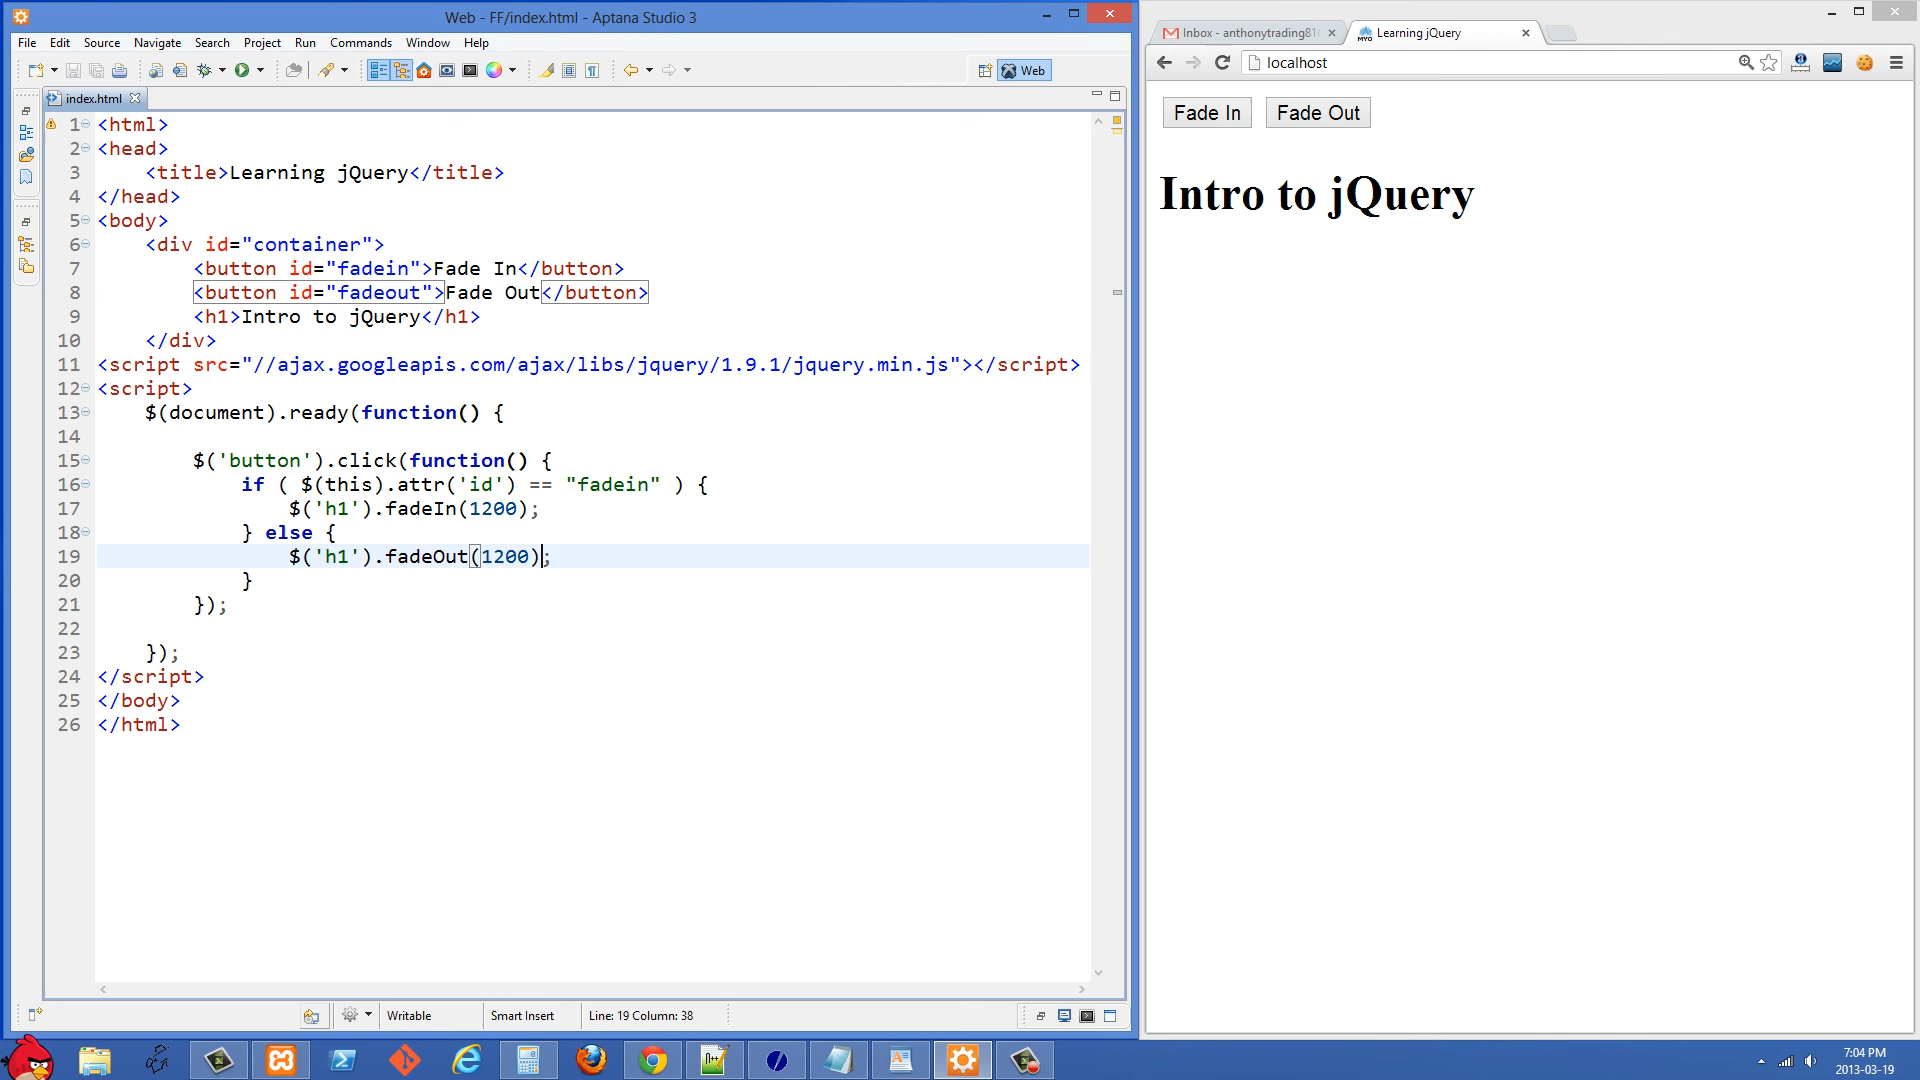 Web - FF/index.html - Aptana Studio 3
File Edit Source Navigate Search Project Run Commands Window Help
Web
index.html
1 <html>
2 <head>
3 <title>Learning jQuery</title>
4 </head>
5 <body>
6 <div id="container">
7 <button id="fadein">Fade In</button>
8 <button id="fadeout">Fade Out</button>
9 <h1>Intro to jQuery</h1>
10 </div>
11 <script src="//ajax.googleapis.com/ajax/libs/jquery/1.9.1/jquery.min.js"></script>
12 <script>
13 $(document).ready(function() {
14
15 $('button').click(function() {
16 if ( $(this).attr('id') == "fadein" ) {
17 $('h1').fadeIn(1200);
18 } else {
19 $('h1').fadeOut(1200);
20 }
21 });
22
23 });
24 </script>
25 </body>
26 </html>
Writable Smart Insert Line: 19 Column: 38
Inbox - anthonytrading81
Learning jQuery
localhost
Fade In Fade Out
Intro to jQuery
7:04 PM
2013-03-19